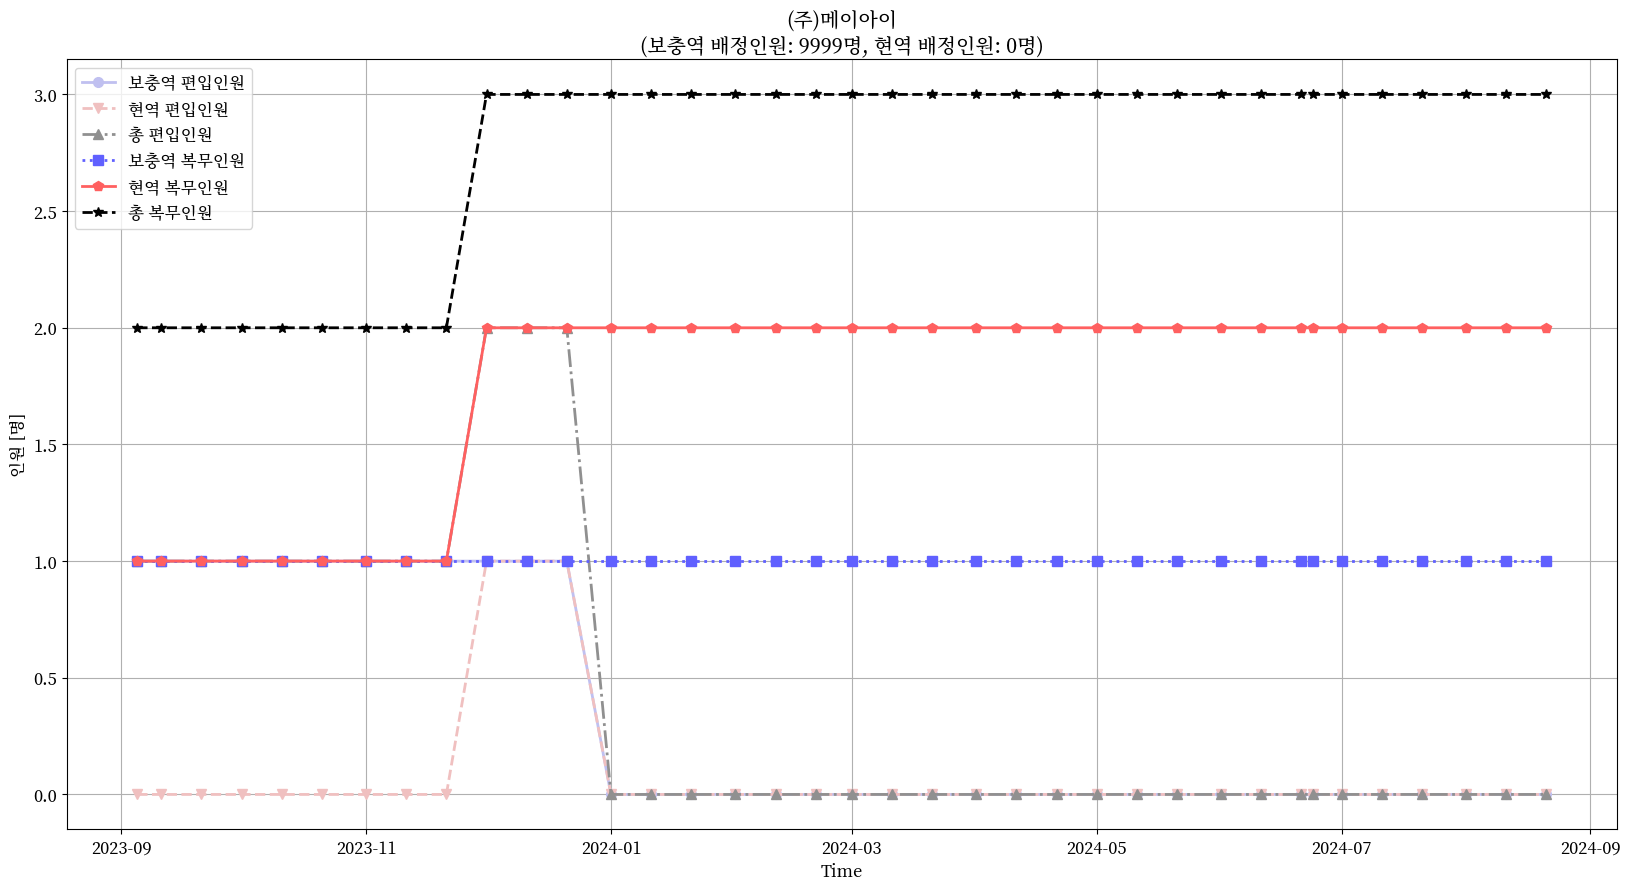 (주)메이아이
(보충역 배정인원: 9999명, 현역 배정인원: 0명)
보충역 편입인원
현역 편입인원
총 편입인원
보충역 복무인원
현역 복무인원
총 복무인원
3.0
2.5
2.0
1.5
1.0
0.5
0.0
인원 [명]
2023-09
2023-11
2024-01
2024-03
2024-05
2024-07
2024-09
Time